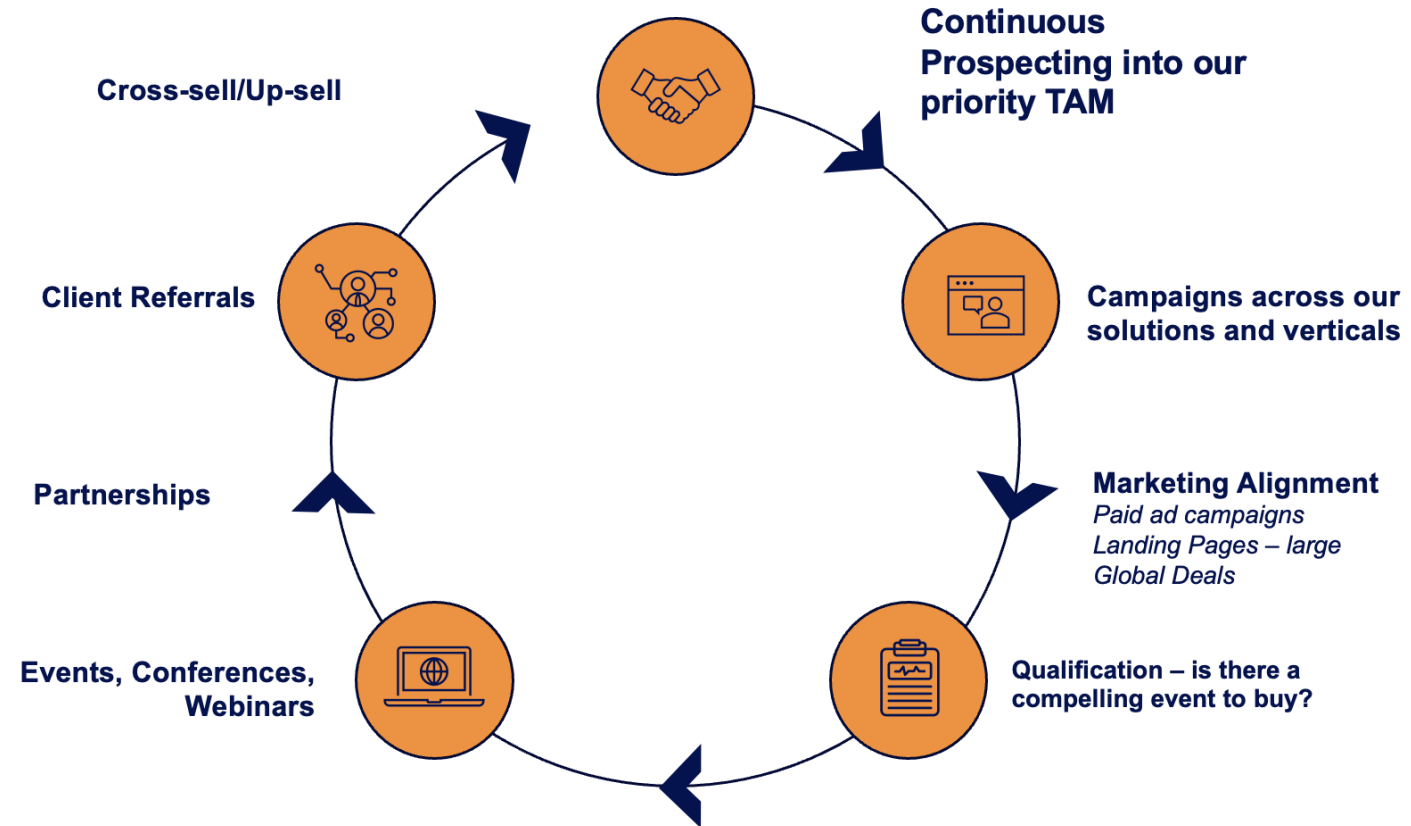 Continuous
Prospecting into our
priority TAM
Campaigns across our
solutions and verticals
Marketing Alignment
Paid ad campaigns
Landing Pages – large
Global Deals
Qualification – is there a
compelling event to buy?
Events, Conferences,
Webinars
Partnerships
Client Referrals
Cross-sell/Up-sell